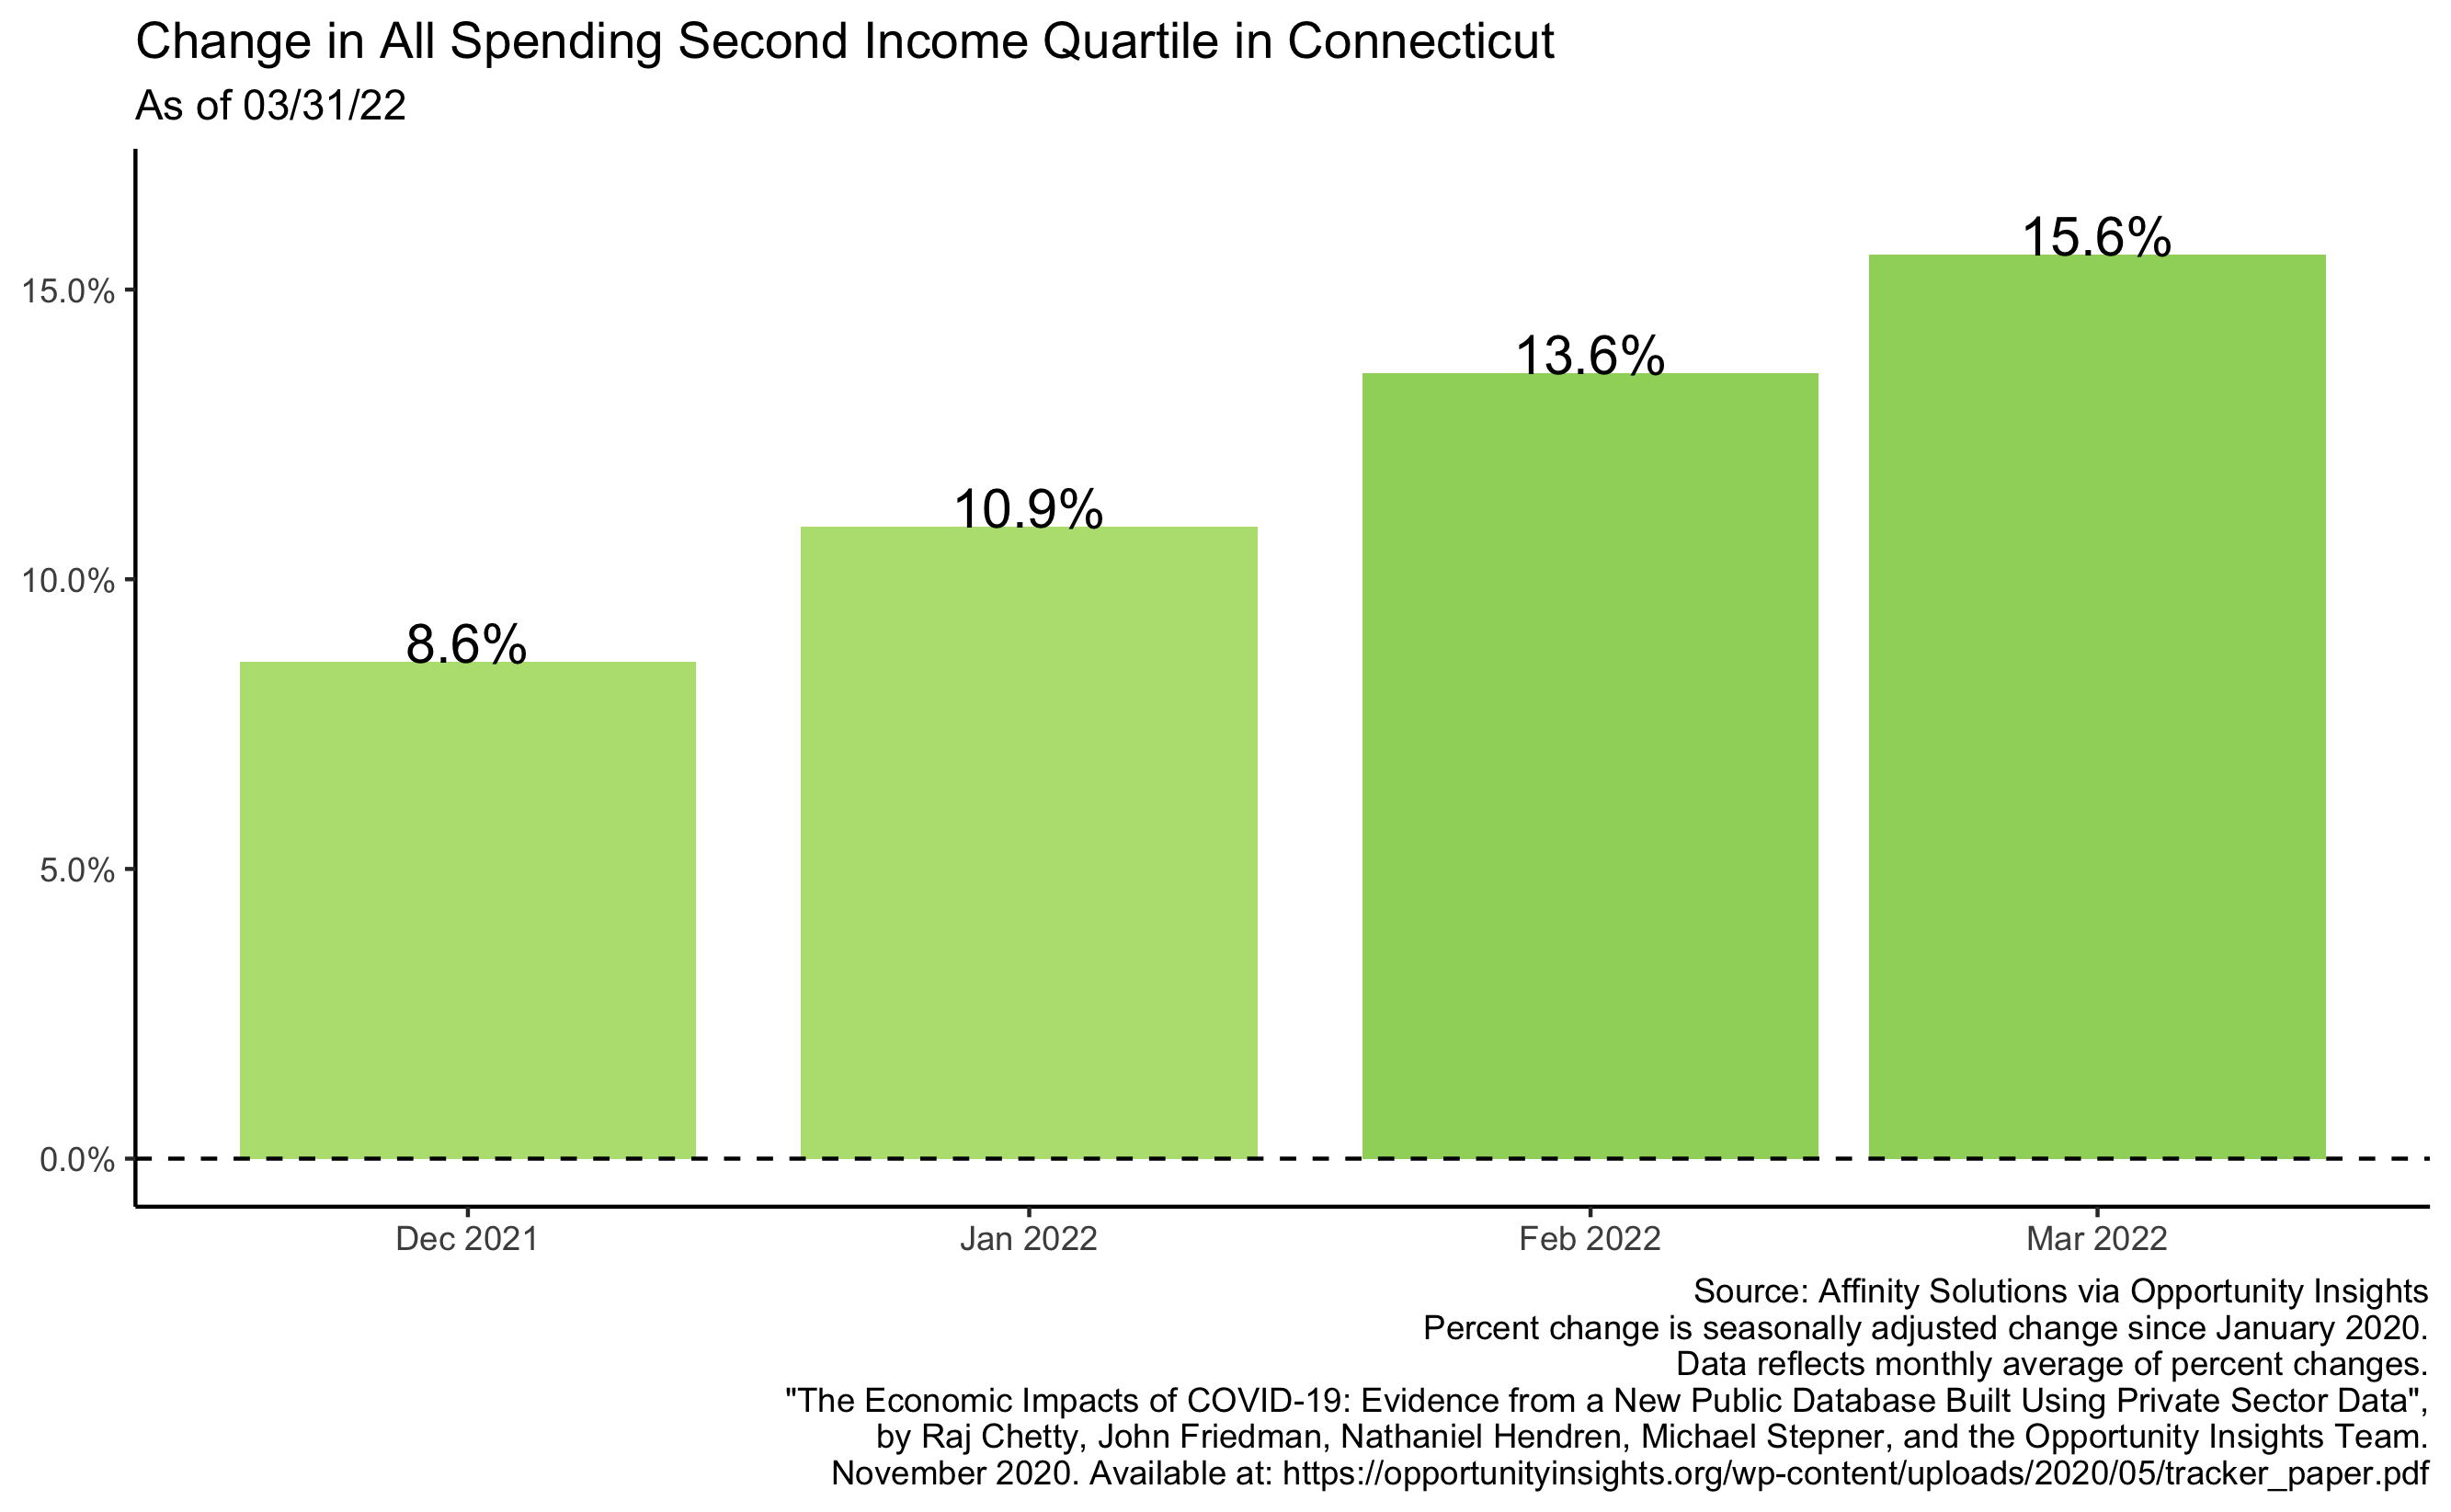 Change in All Spending Second Income Quartile in Connecticut
As of 03/31/22
15.6%
15.0%
13.6%
10.9%
10.0%
8.6%
5.0%
0.0%
Dec 2021 Jan 2022 Feb 2022 Mar 2022
Source: Affinity Solutions via Opportunity Insights
Percent change is seasonally adjusted change since January 2020.
Data reflects monthly average of percent changes.
"The Economic Impacts of COVID-19: Evidence from a New Public Database Built Using Private Sector Data",
by Raj Chetty, John Friedman, Nathaniel Hendren, Michael Stepner, and the Opportunity Insights Team.
November 2020. Available at: https://opportunityinsights.org/wp-content/uploads/2020/05/tracker_paper.pdf